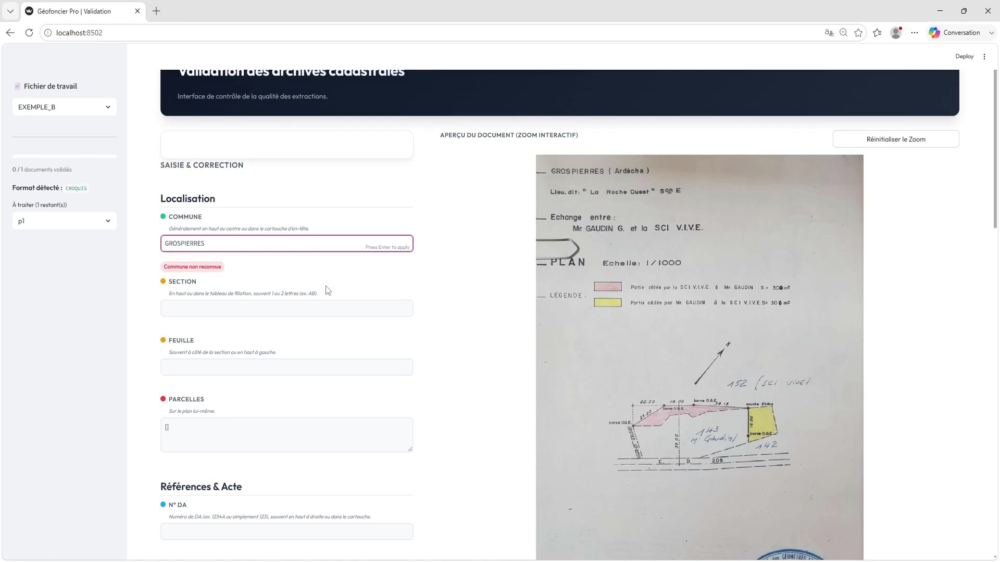 Géofoncier Pro | Validation
localhost:8502
Conversation
Deploy
Fichier de travail
EXEMPLE_B
0 / 1 documents validés
Format détecté : CROQUIS
À traiter (1 restant(s))
p1
Validation des archives cadastrales
Interface de contrôle de la qualité des extractions.
SAISIE & CORRECTION
Localisation
COMMUNE
Généralement en haut au centre ou dans le cartouche d'en-tête.
GROSPIERRES
Press Enter to apply
Commune non reconnue
SECTION
En haut ou dans le tableau de filiation, souvent 1 ou 2 lettres (ex: AB).
FEUILLE
Souvent à côté de la section ou en haut à gauche.
PARCELLES
Sur le plan lui-même.
[]
Références & Acte
N° DA
Numéro de DA (ex: 1234A ou simplement 123), souvent en haut à droite ou dans le cartouche.
APERÇU DU DOCUMENT (ZOOM INTERACTIF)
Réinitialiser le Zoom
GROSPIERRES ( Ardèche )
Lieu.dit: " La Roche Ouest " Son E
Echange entre :
Mr. GAUDIN G. et la SCI V.I.V.E.
PLAN Echelle: 1/1000
LEGENDE :
Partie cédée par la SCI V.I.V.E. à Mr. GAUDIN S = 300 m2
Partie cédée par Mr. GAUDIN à la SCI V.I.V.E. S= 300 m2
N
152 (SCI VIVE)
20.00
18.00
borne O.G.E.
34.15
souche d'arbre
borne O.G.E.
21.20
borne O.G.E.
ancien chemin
35.00
143
(M. Gaudin)
borne O.G.E.
142
C. D. 208
des GÉOMÈTRES